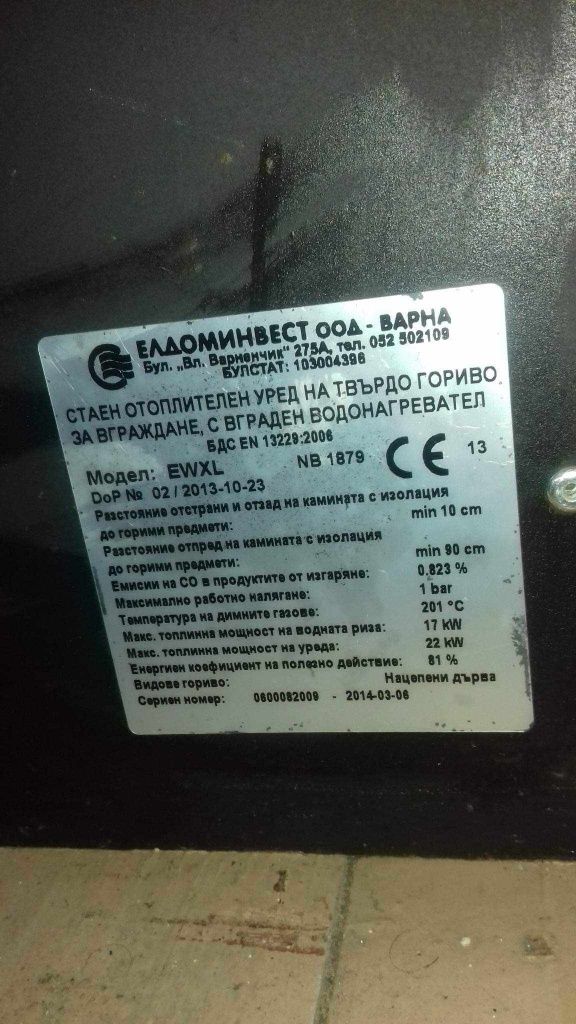 ЕЛДОМИНВЕСТ ООД - ВАРНА
Бул. „Вл. Варненчик" 275А, тел. 052 502109
БУЛСТАТ: 103004396
СТАЕН ОТОПЛИТЕЛЕН УРЕД НА ТВЪРДО ГОРИВО
ЗА ВГРАЖДАНЕ, С ВГРАДЕН ВОДОНАГРЕВАТЕЛ
БДС EN 13229:2006
Модел: EWXL NB 1879 CE 13
DoP № 02 / 2013-10-23
Разстояние отстрани и отзад на камината с изолация
до горими предмети: min 10 cm
Разстояние отпред на камината с изолация
до горими предмети: min 90 cm
Емисии на CO в продуктите от изгаряне: 0.823 %
Максимално работно налягане: 1 bar
Температура на димните газове: 201 °C
Макс. топлинна мощност на водната риза: 17 kW
Макс. топлинна мощност на уреда: 22 kW
Енергиен коефициент на полезно действие: 81 %
Видове гориво: Нацепени дърва
Сериен номер: 0600082009 - 2014-03-06